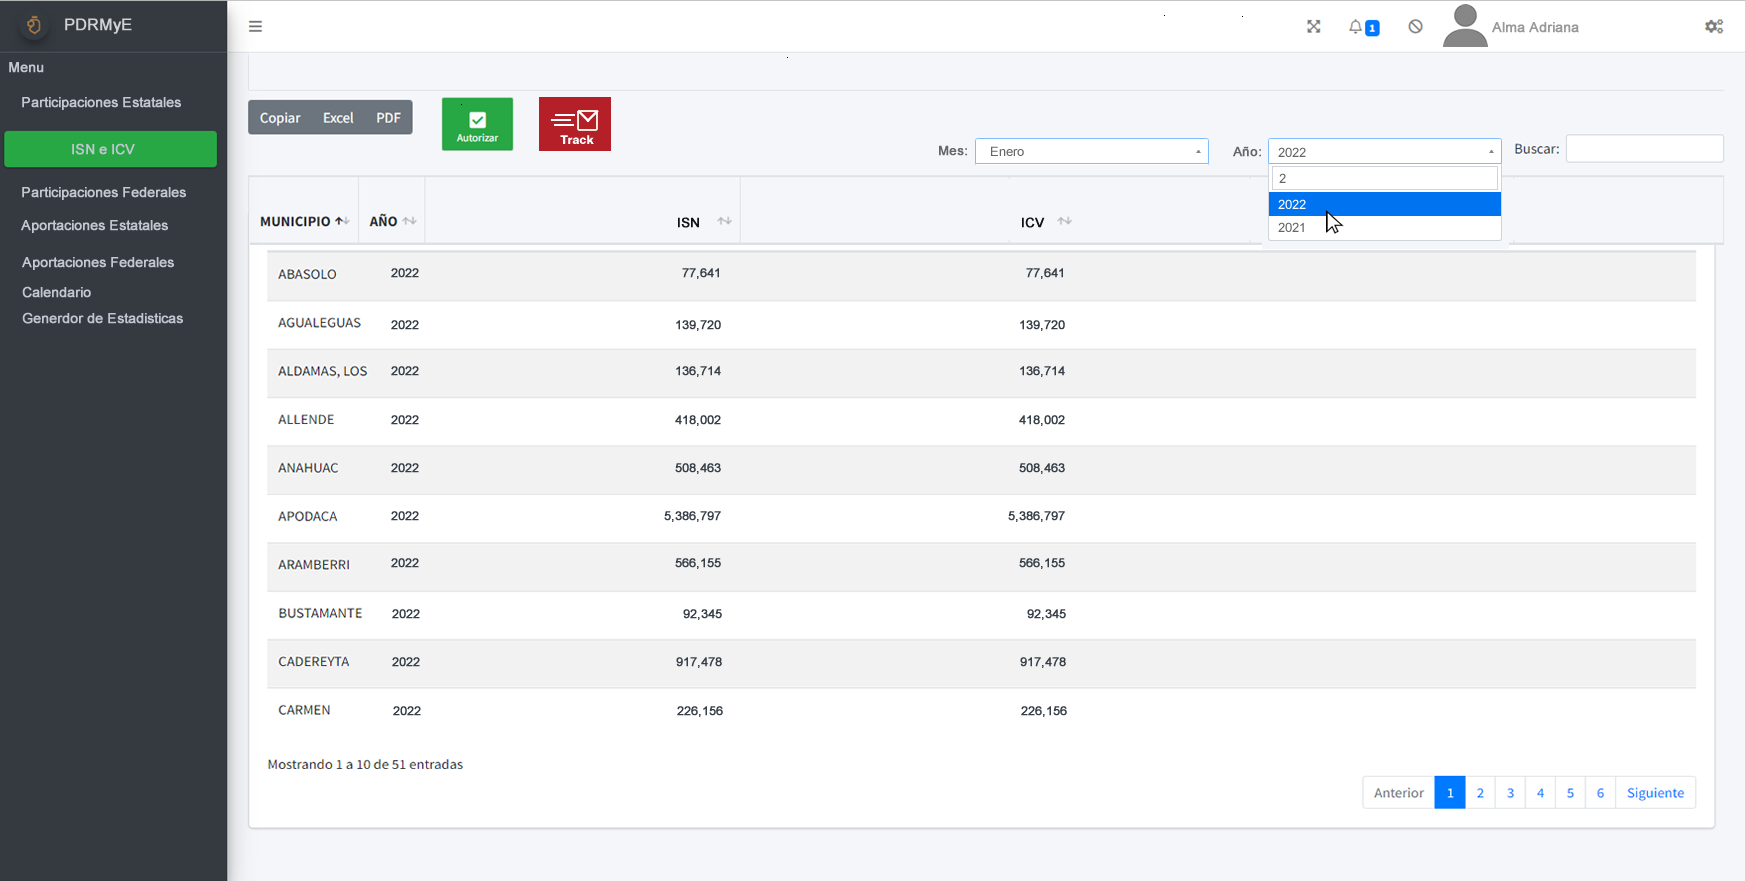 PDRMyE
1
Alma Adriana
Menu
Participaciones Estatales
ISN e ICV
Participaciones Federales
Aportaciones Estatales
Aportaciones Federales
Calendario
Generdor de Estadisticas
Copiar Excel PDF
Autorizar
Track
Mes: Enero
Año: 2022
Buscar:
2
2022
2021
MUNICIPIO AÑO ISN ICV
ABASOLO 2022 77,641 77,641
AGUALEGUAS 2022 139,720 139,720
ALDAMAS, LOS 2022 136,714 136,714
ALLENDE 2022 418,002 418,002
ANAHUAC 2022 508,463 508,463
APODACA 2022 5,386,797 5,386,797
ARAMBERRI 2022 566,155 566,155
BUSTAMANTE 2022 92,345 92,345
CADEREYTA 2022 917,478 917,478
CARMEN 2022 226,156 226,156
Mostrando 1 a 10 de 51 entradas
Anterior 1 2 3 4 5 6 Siguiente